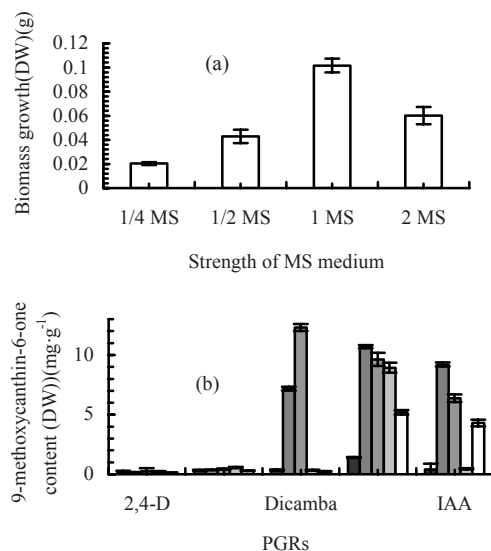 Biomass growth(DW)(g)
0.12
0.1
0.08
0.06
0.04
0.02
0
(a)
1/4 MS
1/2 MS
1 MS
2 MS
Strength of MS medium
9-methoxycanthin-6-one
content (DW))(mg·g-1)
10
5
0
(b)
2,4-D
Dicamba
IAA
PGRs